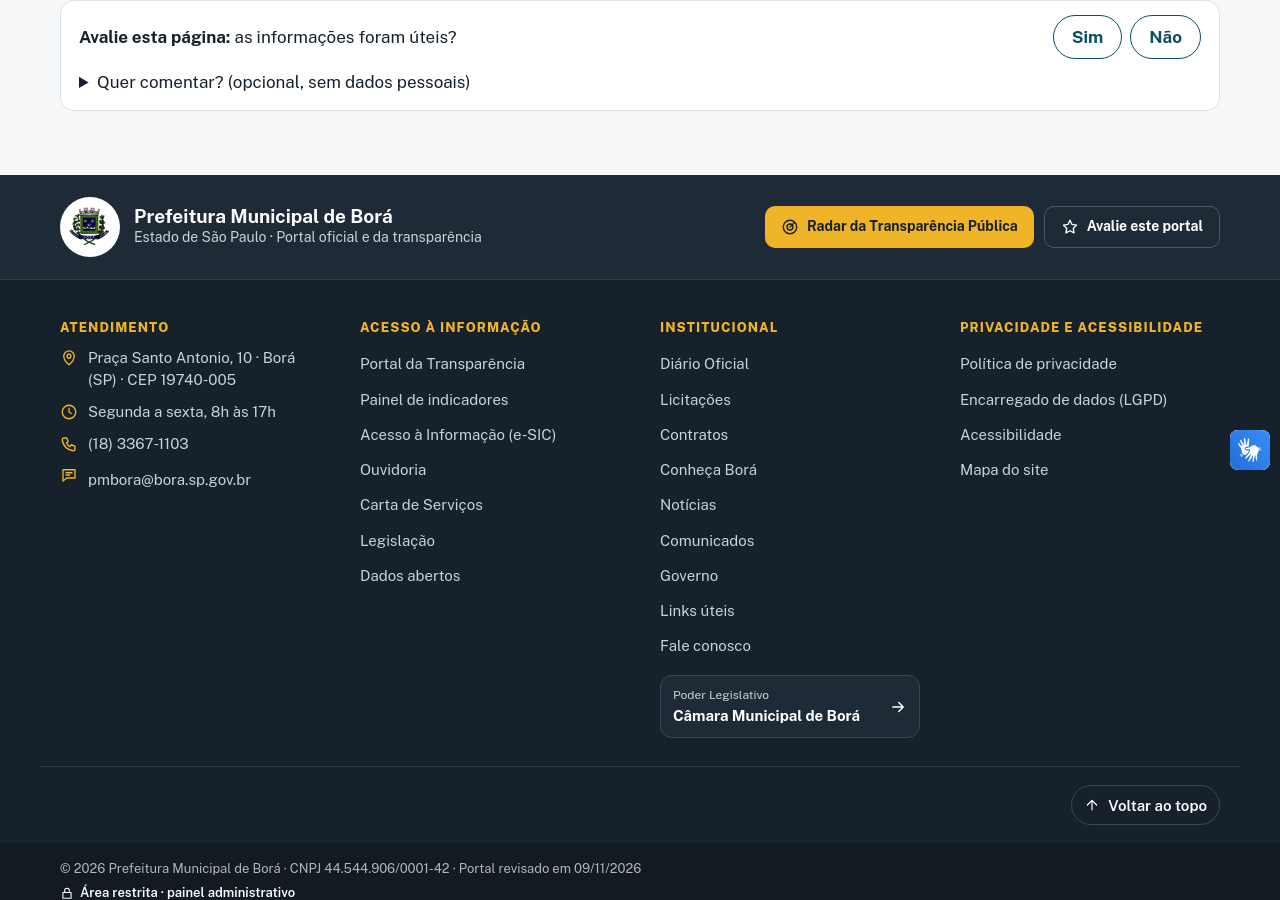 Avalie esta página: as informações foram úteis?
Sim
Não
Quer comentar? (opcional, sem dados pessoais)
Prefeitura Municipal de Borá
Estado de São Paulo · Portal oficial e da transparência
Radar da Transparência Pública
Avalie este portal
ATENDIMENTO
Praça Santo Antonio, 10 · Borá
(SP) · CEP 19740-005
Segunda a sexta, 8h às 17h
(18) 3367-1103
pmbora@bora.sp.gov.br
ACESSO À INFORMAÇÃO
Portal da Transparência
Painel de indicadores
Acesso à Informação (e-SIC)
Ouvidoria
Carta de Serviços
Legislação
Dados abertos
INSTITUCIONAL
Diário Oficial
Licitações
Contratos
Conheça Borá
Notícias
Comunicados
Governo
Links úteis
Fale conosco
Poder Legislativo
Câmara Municipal de Borá
PRIVACIDADE E ACESSIBILIDADE
Política de privacidade
Encarregado de dados (LGPD)
Acessibilidade
Mapa do site
Voltar ao topo
© 2026 Prefeitura Municipal de Borá · CNPJ 44.544.906/0001-42 · Portal revisado em 09/11/2026
Área restrita · painel administrativo